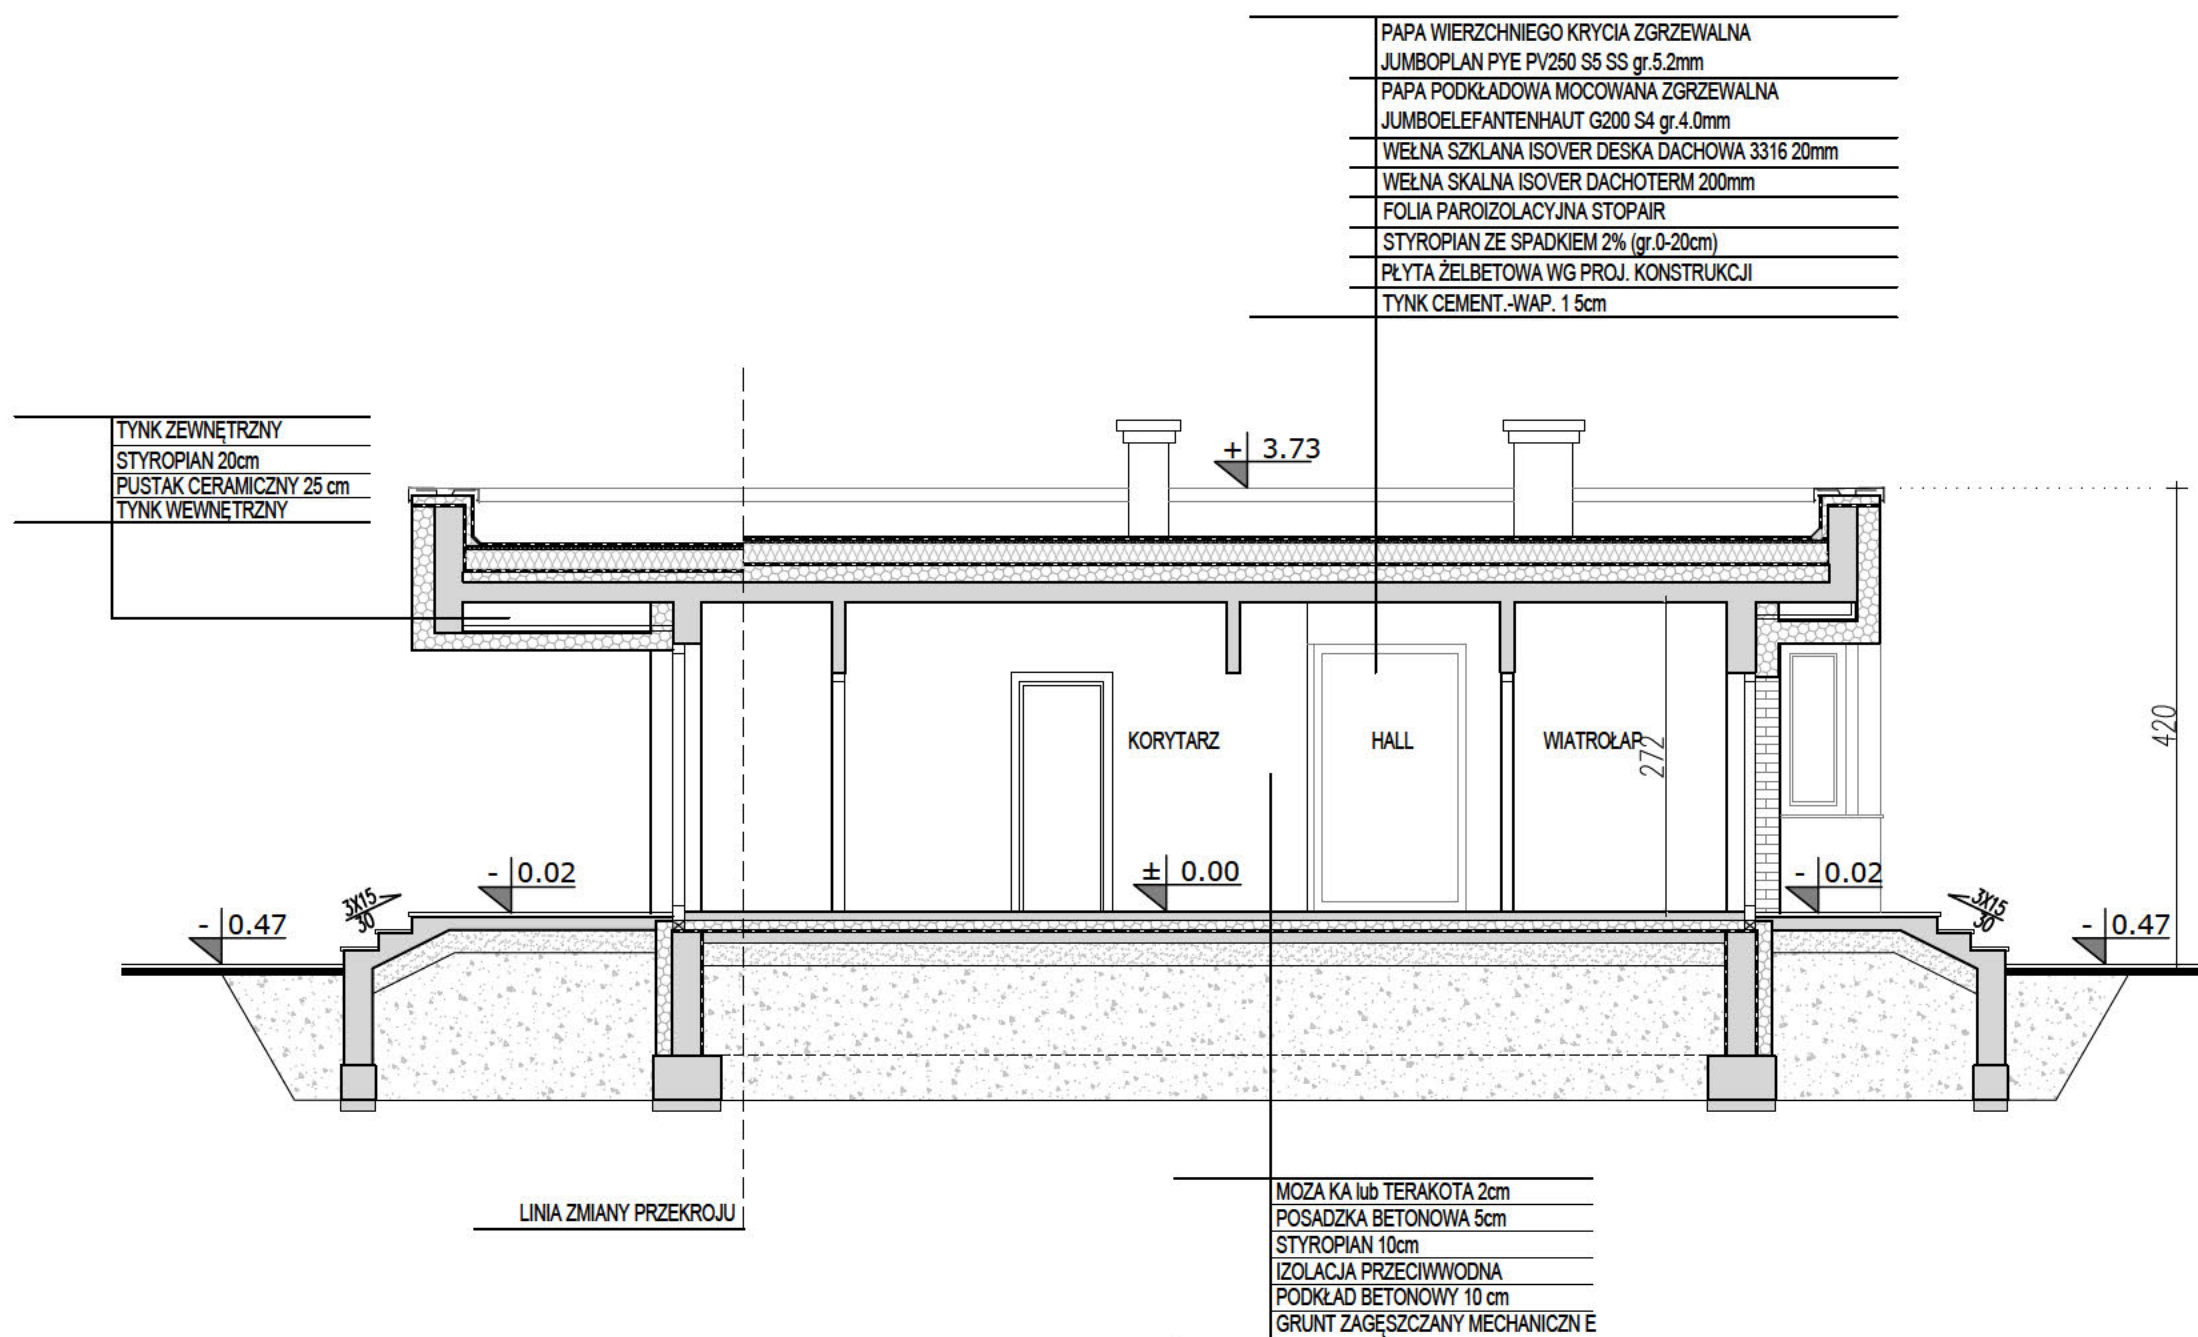 PAPA WIERZCHNIEGO KRYCIA ZGRZEWALNA
JUMBOPLAN PYE PV250 S5 SS gr.5.2mm
PAPA PODKŁADOWA MOCOWANA ZGRZEWALNA
JUMBOELEFANTENHAUT G200 S4 gr.4.0mm
WEŁNA SZKLANA ISOVER DESKA DACHOWA 3316 20mm
WEŁNA SKALNA ISOVER DACHOTERM 200mm
FOLIA PAROIZOLACYJNA STOPAIR
STYROPIAN ZE SPADKIEM 2% (gr.0-20cm)
PŁYTA ŻELBETOWA WG PROJ. KONSTRUKCJI
TYNK CEMENT.-WAP. 1 5cm
TYNK ZEWNĘTRZNY
STYROPIAN 20cm
PUSTAK CERAMICZNY 25 cm
TYNK WEWNĘTRZNY
+ 3.73
KORYTARZ
HALL
WIATROŁAP
272
420
- 0.47
3X15
30
- 0.02
± 0.00
- 0.02
3X15
30
- 0.47
LINIA ZMIANY PRZEKROJU
MOZA KA lub TERAKOTA 2cm
POSADZKA BETONOWA 5cm
STYROPIAN 10cm
IZOLACJA PRZECIWWODNA
PODKŁAD BETONOWY 10 cm
GRUNT ZAGĘSZCZANY MECHANICZN E